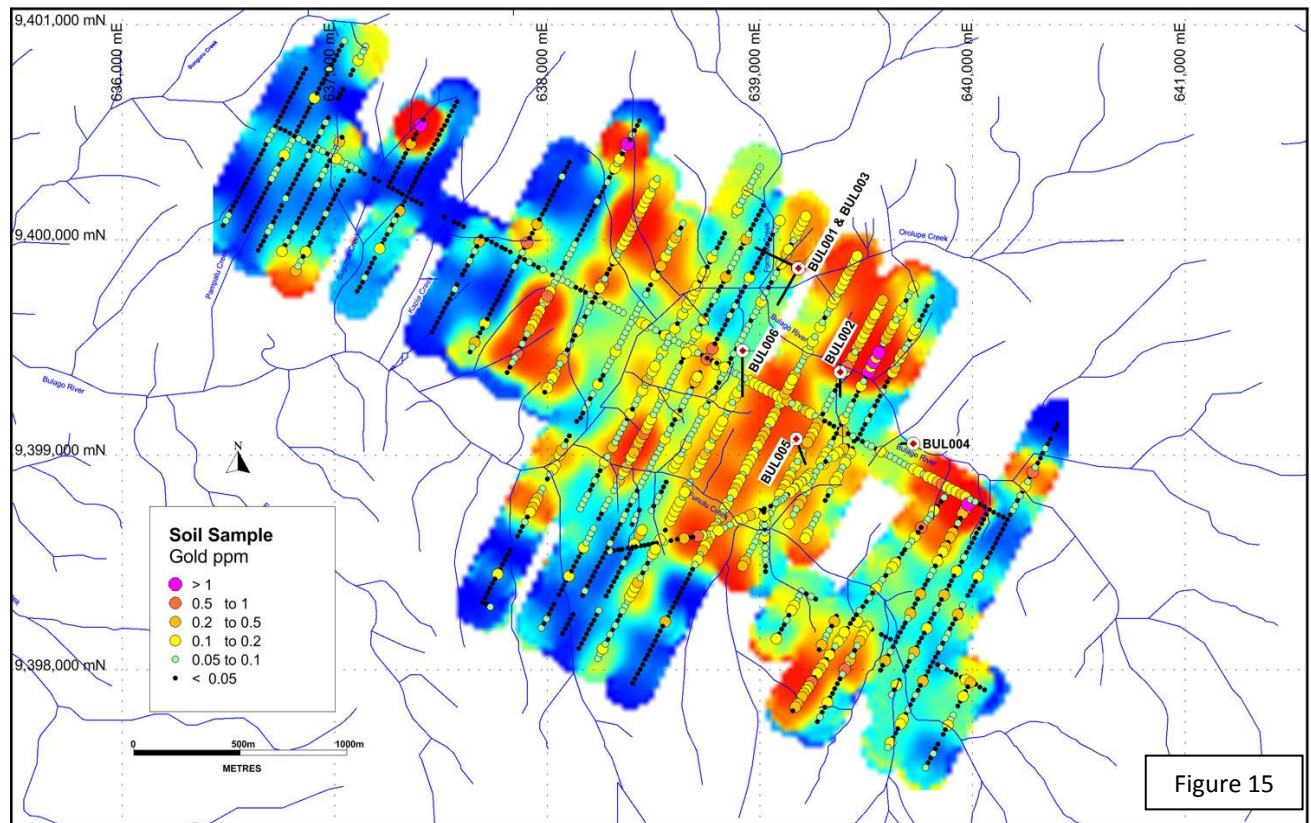 9,401,000 mN
636,000 mE
637,000 mE
638,000 mE
639,000 mE
640,000 mE
641,000 mE
9,400,000 mN
Pampalu Creek
Kapia Creek
BUL001 & BUL003
Orolupe Creek
Bulago River
BUL006
BUL002
Bulago River
9,399,000 mN
N
BUL005
BUL004
Bulago River
Funutu Creek
Soil Sample
Gold ppm
> 1
0.5 to 1
0.2 to 0.5
0.1 to 0.2
0.05 to 0.1
< 0.05
9,398,000 mN
0 500m 1000m
METRES
Figure 15